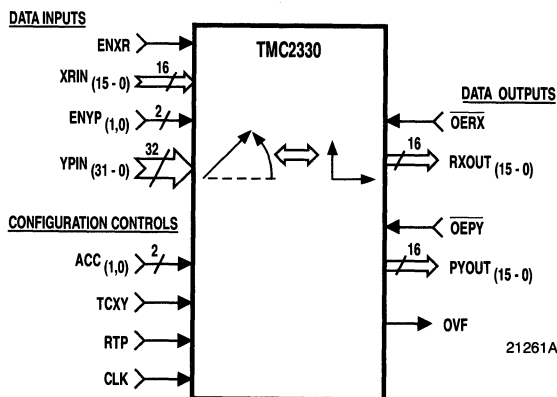 DATA INPUTS
ENXR
TMC2330
XRIN (15 - 0)
16
DATA OUTPUTS
ENYP (1,0)
2
OERX
YPIN (31 - 0)
32
16
RXOUT (15 - 0)
CONFIGURATION CONTROLS
OEPY
ACC (1,0)
2
16
PYOUT (15 - 0)
TCXY
OVF
RTP
21261A
CLK